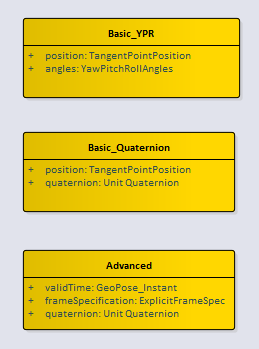 Basic_YPR
+ position: TangentPointPosition
+ angles: YawPitchRollAngles
Basic_Quaternion
+ position: TangentPointPosition
+ quaternion: Unit Quaternion
Advanced
+ validTime: GeoPose_Instant
+ frameSpecification: ExplicitFrameSpec
+ quaternion: Unit Quaternion